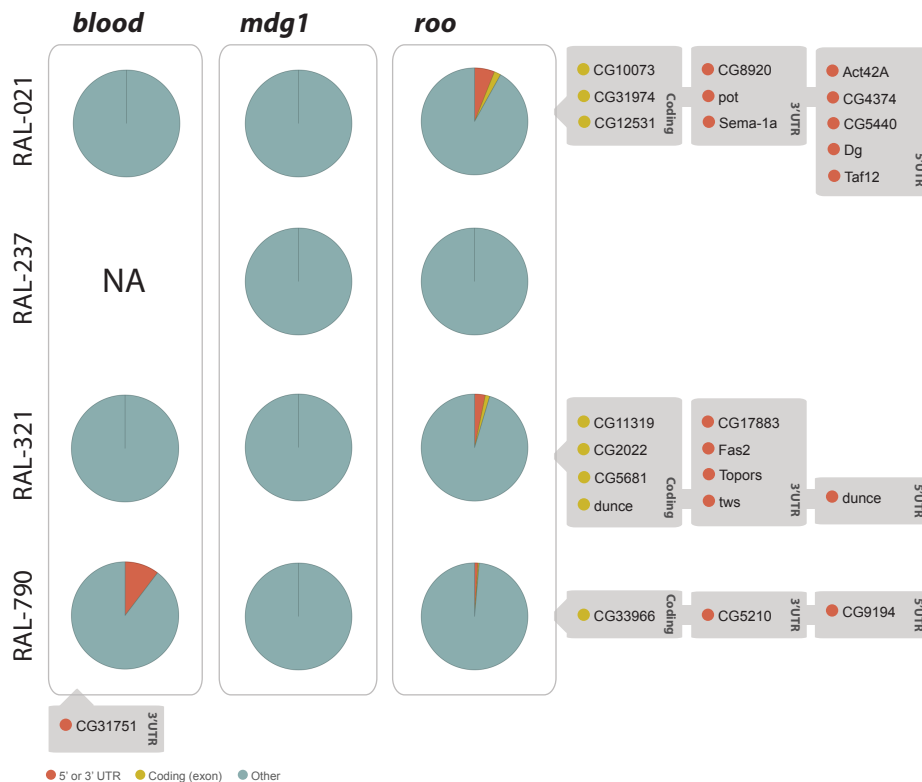 blood
mdg1
roo
RAL-021
CG10073
CG31974
CG12531
Coding
CG8920
pot
Sema-1a
3'UTR
Act42A
CG4374
CG5440
Dg
Taf12
5'UTR
RAL-237
NA
RAL-321
CG11319
CG2022
CG5681
dunce
Coding
CG17883
Fas2
Topors
tws
3'UTR
dunce
5'UTR
RAL-790
CG33966
Coding
CG5210
3'UTR
CG9194
5'UTR
CG31751
3'UTR
5' or 3' UTR Coding (exon) Other